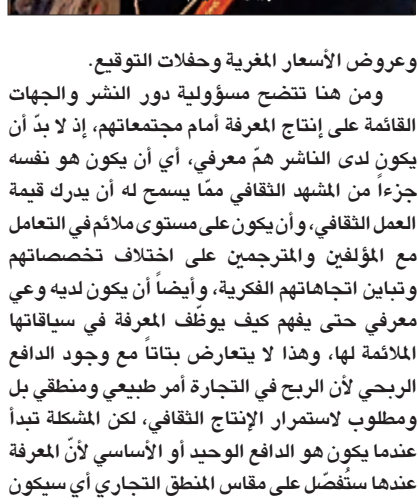 وعروض الأسعار المغرية وحفلات التوقيع.
ومن هنا تتضح مسؤولية دور النشر والجهات
القائمة على إنتاج المعرفة أمام مجتمعاتهم، إذ لا بدّ أن
يكون لدى الناشر همّ معرفي، أي أن يكون هو نفسه
جزءاً من المشهد الثقافي ممّا يسمح له أن يدرك قيمة
العمل الثقافي، وأن يكون على مستوى ملائم في التعامل
مع المؤلفين والمترجمين على اختلاف تخصصاتهم
وتباين اتجاهاتهم الفكرية، وأيضاً أن يكون لديه وعي
معرفي حتى يفهم كيف يوظّف المعرفة في سياقاتها
الملائمة لها، وهذا لا يتعارض بتاتاً مع وجود الدافع
الربحي لأن الربح في التجارة أمر طبيعي ومنطقي بل
ومطلوب لاستمرار الإنتاج الثقافي، لكن المشكلة تبدأ
عندما يكون هو الدافع الوحيد أو الأساسي لأنّ المعرفة
عندها ستُفصّل على مقاس المنطق التجاري أي سيكون